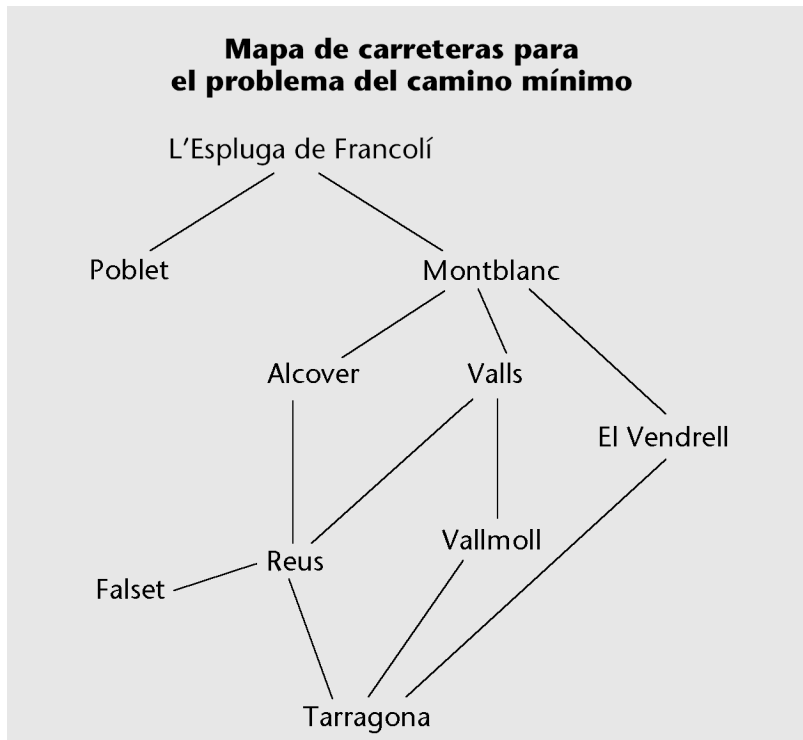 Mapa de carreteras para
el problema del camino mínimo
L'Espluga de Francolí
Poblet
Montblanc
Alcover
Valls
El Vendrell
Vallmoll
Reus
Falset
Tarragona